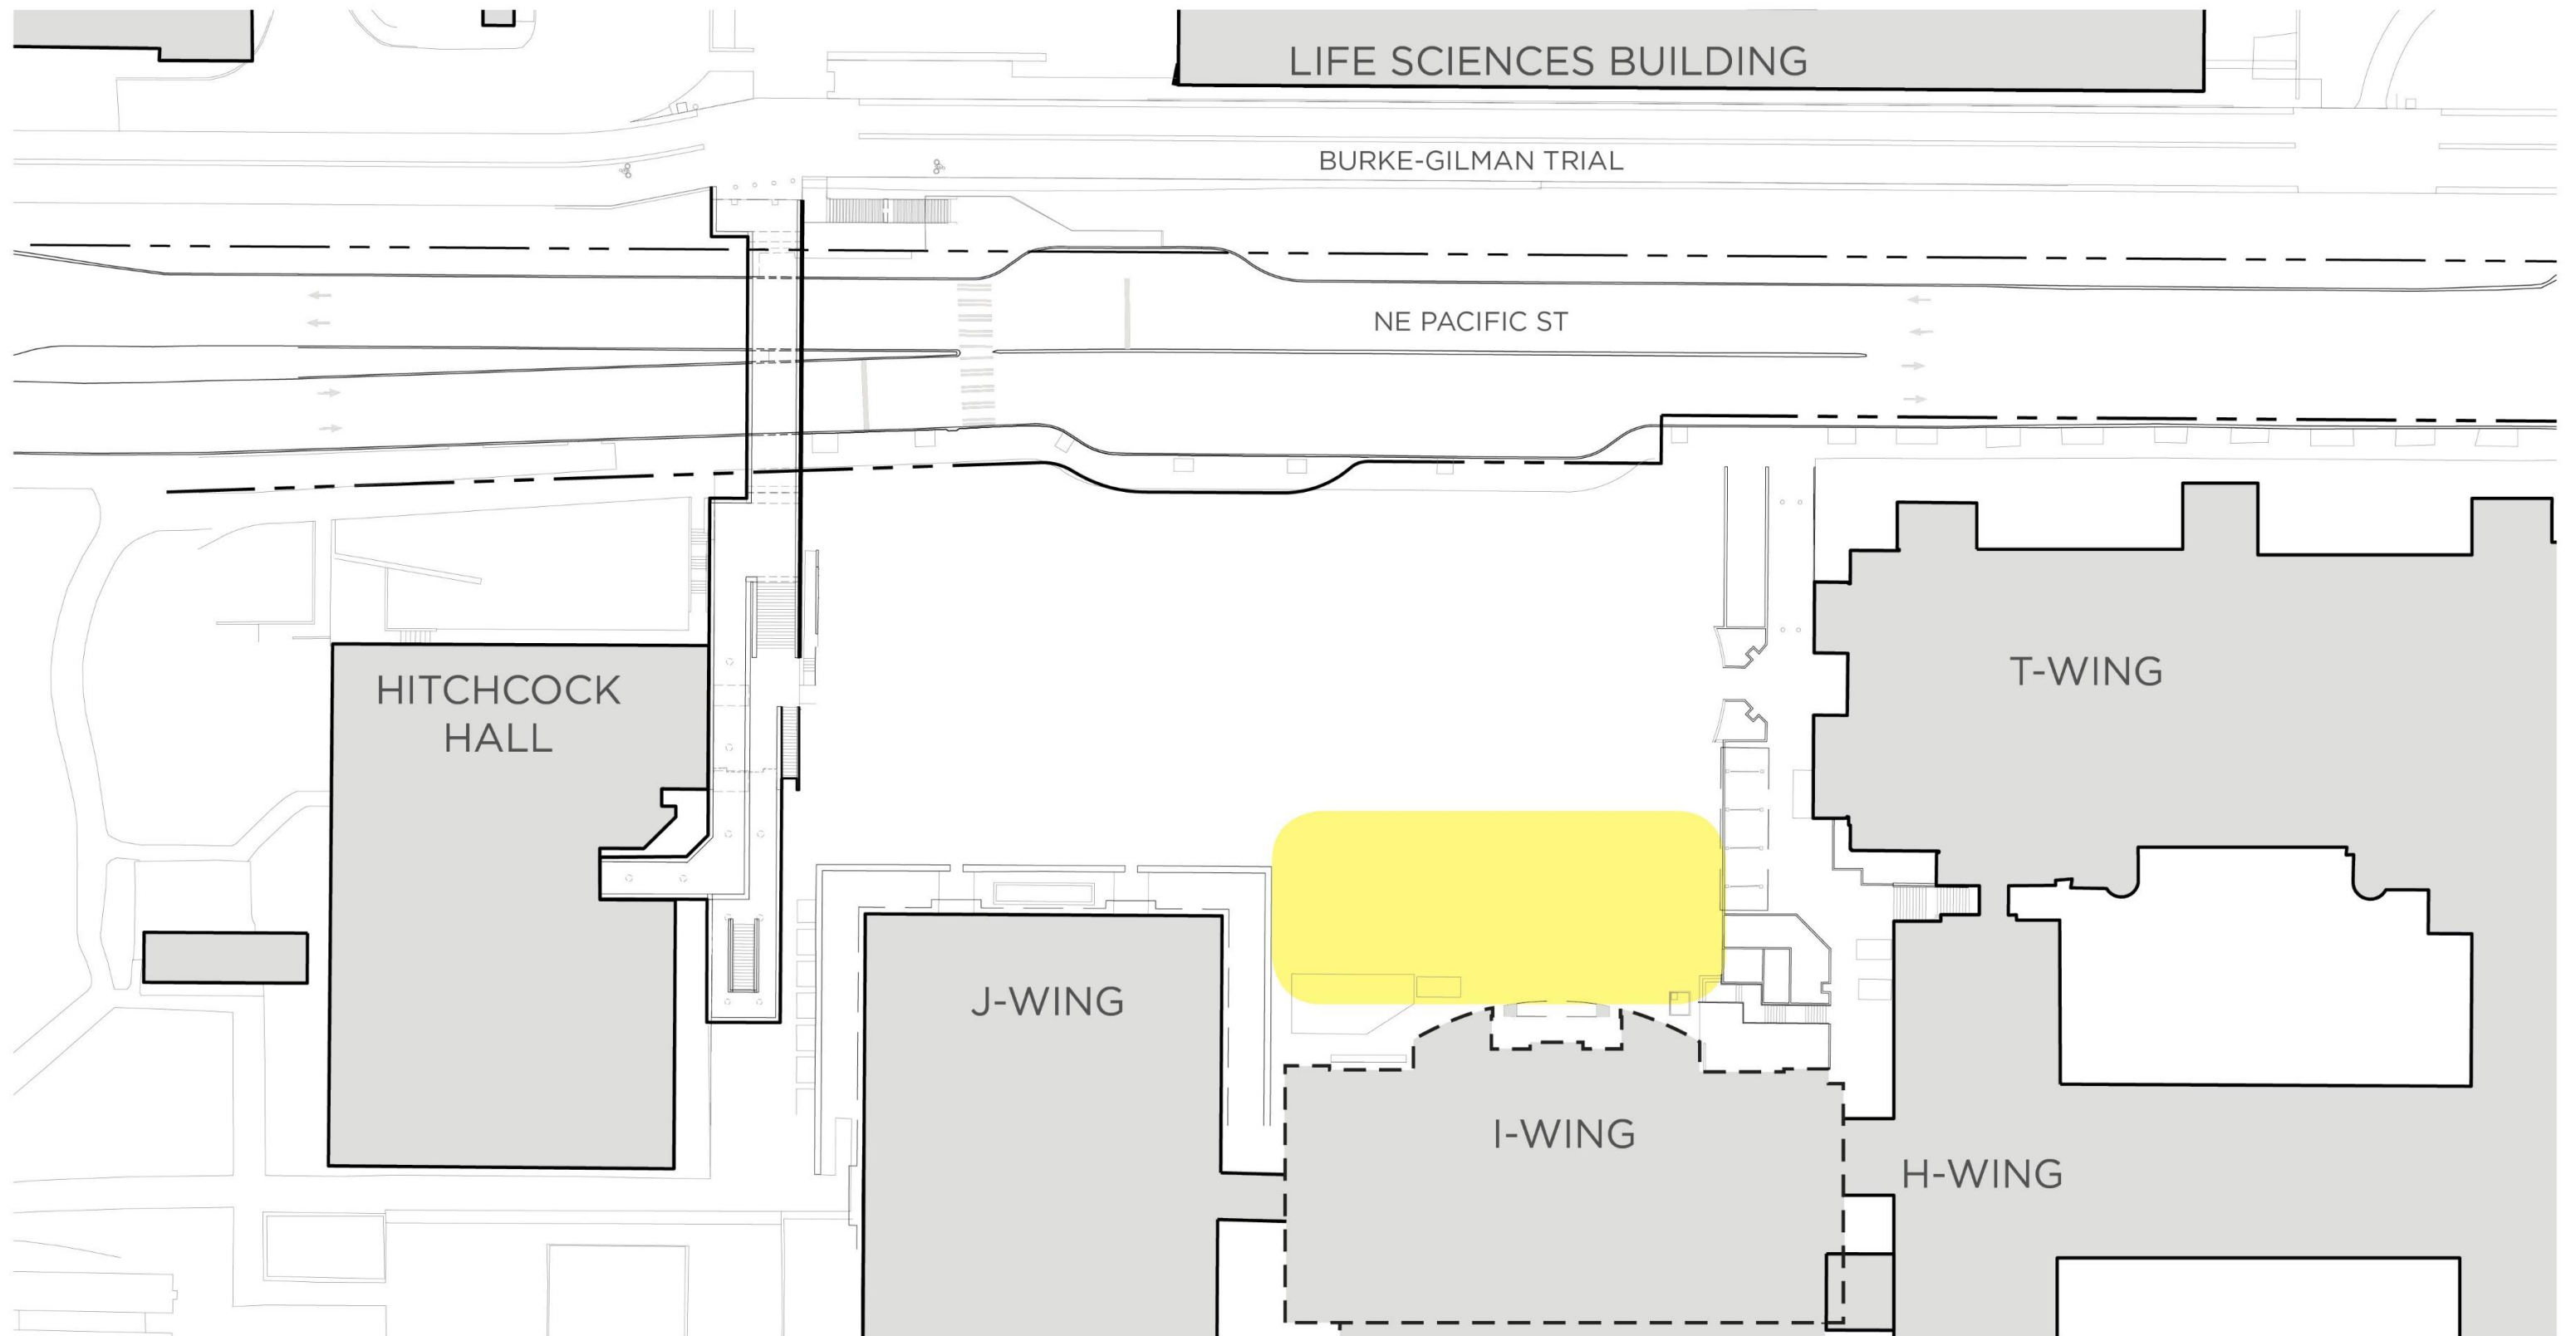 LIFE SCIENCES BUILDING
BURKE-GILMAN TRIAL
NE PACIFIC ST
HITCHCOCK
HALL
T-WING
J-WING
I-WING
H-WING